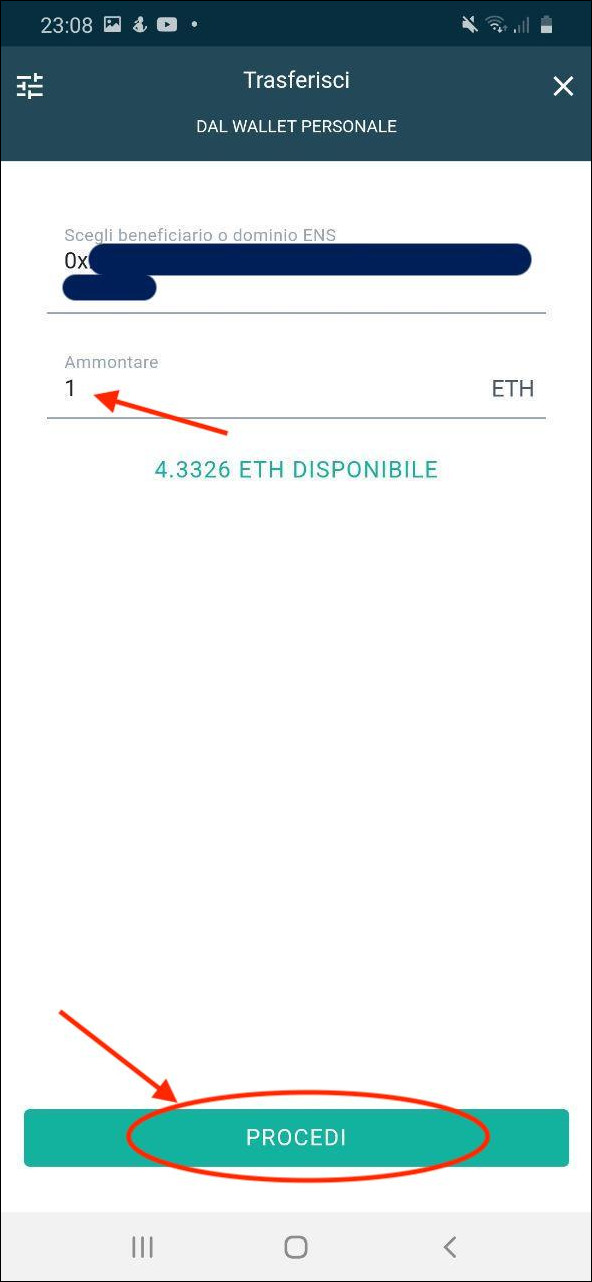 23:08
Trasferisci
DAL WALLET PERSONALE
Scegli beneficiario o dominio ENS
0x
Ammontare
1 ETH
4.3326 ETH DISPONIBILE
PROCEDI